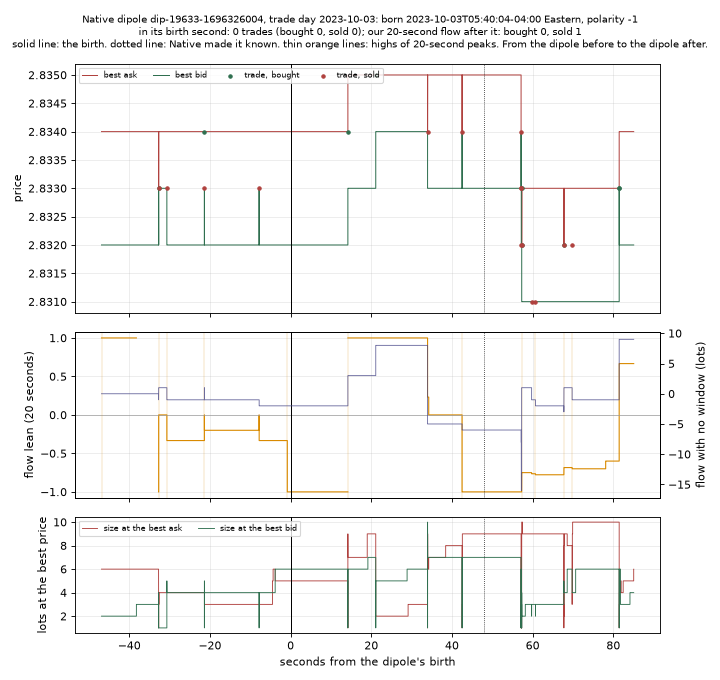 Native dipole dip-19633-1696326004, trade day 2023-10-03: born 2023-10-03T05:40:04-04:00 Eastern, polarity -1
in its birth second: 0 trades (bought 0, sold 0); our 20-second flow after it: bought 0, sold 1
solid line: the birth. dotted line: Native made it known. thin orange lines: highs of 20-second peaks. From the dipole before to the dipole after.
best ask best bid trade, bought trade, sold
2.8350
2.8345
2.8340
2.8335
2.8330
2.8325
2.8320
2.8315
2.8310
price
1.0
0.5
0.0
−0.5
−1.0
flow lean (20 seconds)
10
5
0
−5
−10
−15
flow with no window (lots)
size at the best ask size at the best bid
10
8
6
4
2
lots at the best price
−40 −20 0 20 40 60 80
seconds from the dipole's birth